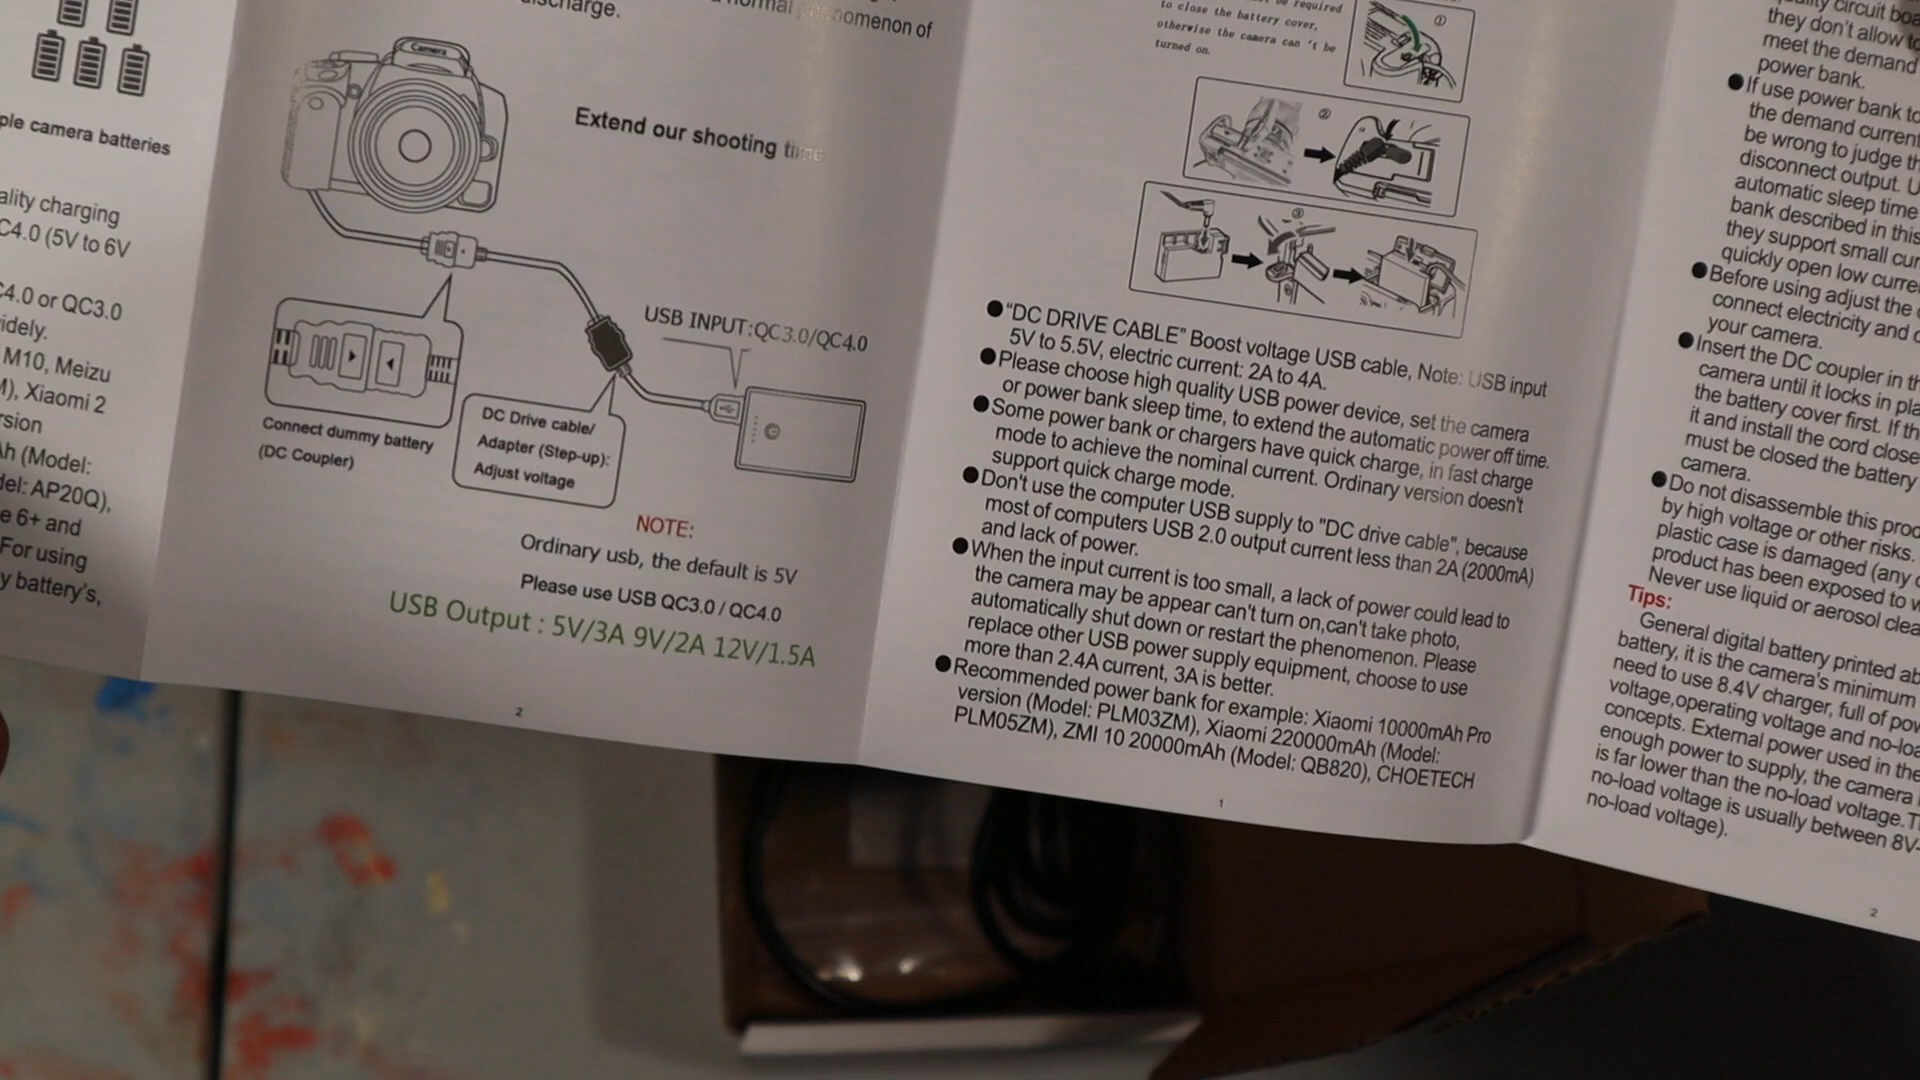 ple camera batteries
ality charging
C4.0 (5V to 6V
C4.0 or QC3.0
idely.
M10, Meizu
M), Xiaomi 2
rsion
Ah (Model:
del: AP20Q),
e 6+ and
For using
y battery's,
discharge.
normal phenomenon of
Camera
Extend our shooting time
USB INPUT:QC3.0/QC4.0
Connect dummy battery
(DC Coupler)
DC Drive cable/
Adapter (Step-up):
Adjust voltage
NOTE:
Ordinary usb, the default is 5V
Please use USB QC3.0 / QC4.0
USB Output : 5V/3A 9V/2A 12V/1.5A
2
be required
to close the battery cover,
otherwise the camera can 't be
turned on.
①
②
③
●"DC DRIVE CABLE" Boost voltage USB cable, Note: USB input
5V to 5.5V, electric current: 2A to 4A.
●Please choose high quality USB power device, set the camera
or power bank sleep time, to extend the automatic power off time.
●Some power bank or chargers have quick charge, in fast charge
mode to achieve the nominal current. Ordinary version doesn't
support quick charge mode.
●Don't use the computer USB supply to "DC drive cable", because
most of computers USB 2.0 output current less than 2A (2000mA)
and lack of power.
●When the input current is too small, a lack of power could lead to
the camera may be appear can't turn on,can't take photo,
automatically shut down or restart the phenomenon. Please
replace other USB power supply equipment, choose to use
more than 2.4A current, 3A is better.
●Recommended power bank for example: Xiaomi 10000mAh Pro
version (Model: PLM03ZM), Xiaomi 220000mAh (Model:
PLM05ZM), ZMI 10 20000mAh (Model: QB820), CHOETECH
1
circuit boa
they don't allow to
meet the demand
power bank.
●If use power bank to
the demand current
be wrong to judge th
disconnect output. U
automatic sleep time
bank described in this
they support small cur
quickly open low curre
●Before using adjust the
connect electricity and
your camera.
●Insert the DC coupler in th
camera until it locks in pla
the battery cover first. If th
it and install the cord close
must be closed the battery
camera.
●Do not disassemble this prod
by high voltage or other risks.
plastic case is damaged (any
product has been exposed to w
Never use liquid or aerosol clea
Tips:
General digital battery printed ab
battery, it is the camera's minimum
need to use 8.4V charger, full of pow
voltage,operating voltage and no-loa
concepts. External power used in the
enough power to supply, the camera
is far lower than the no-load voltage. T
no-load voltage is usually between 8V-
no-load voltage).
2